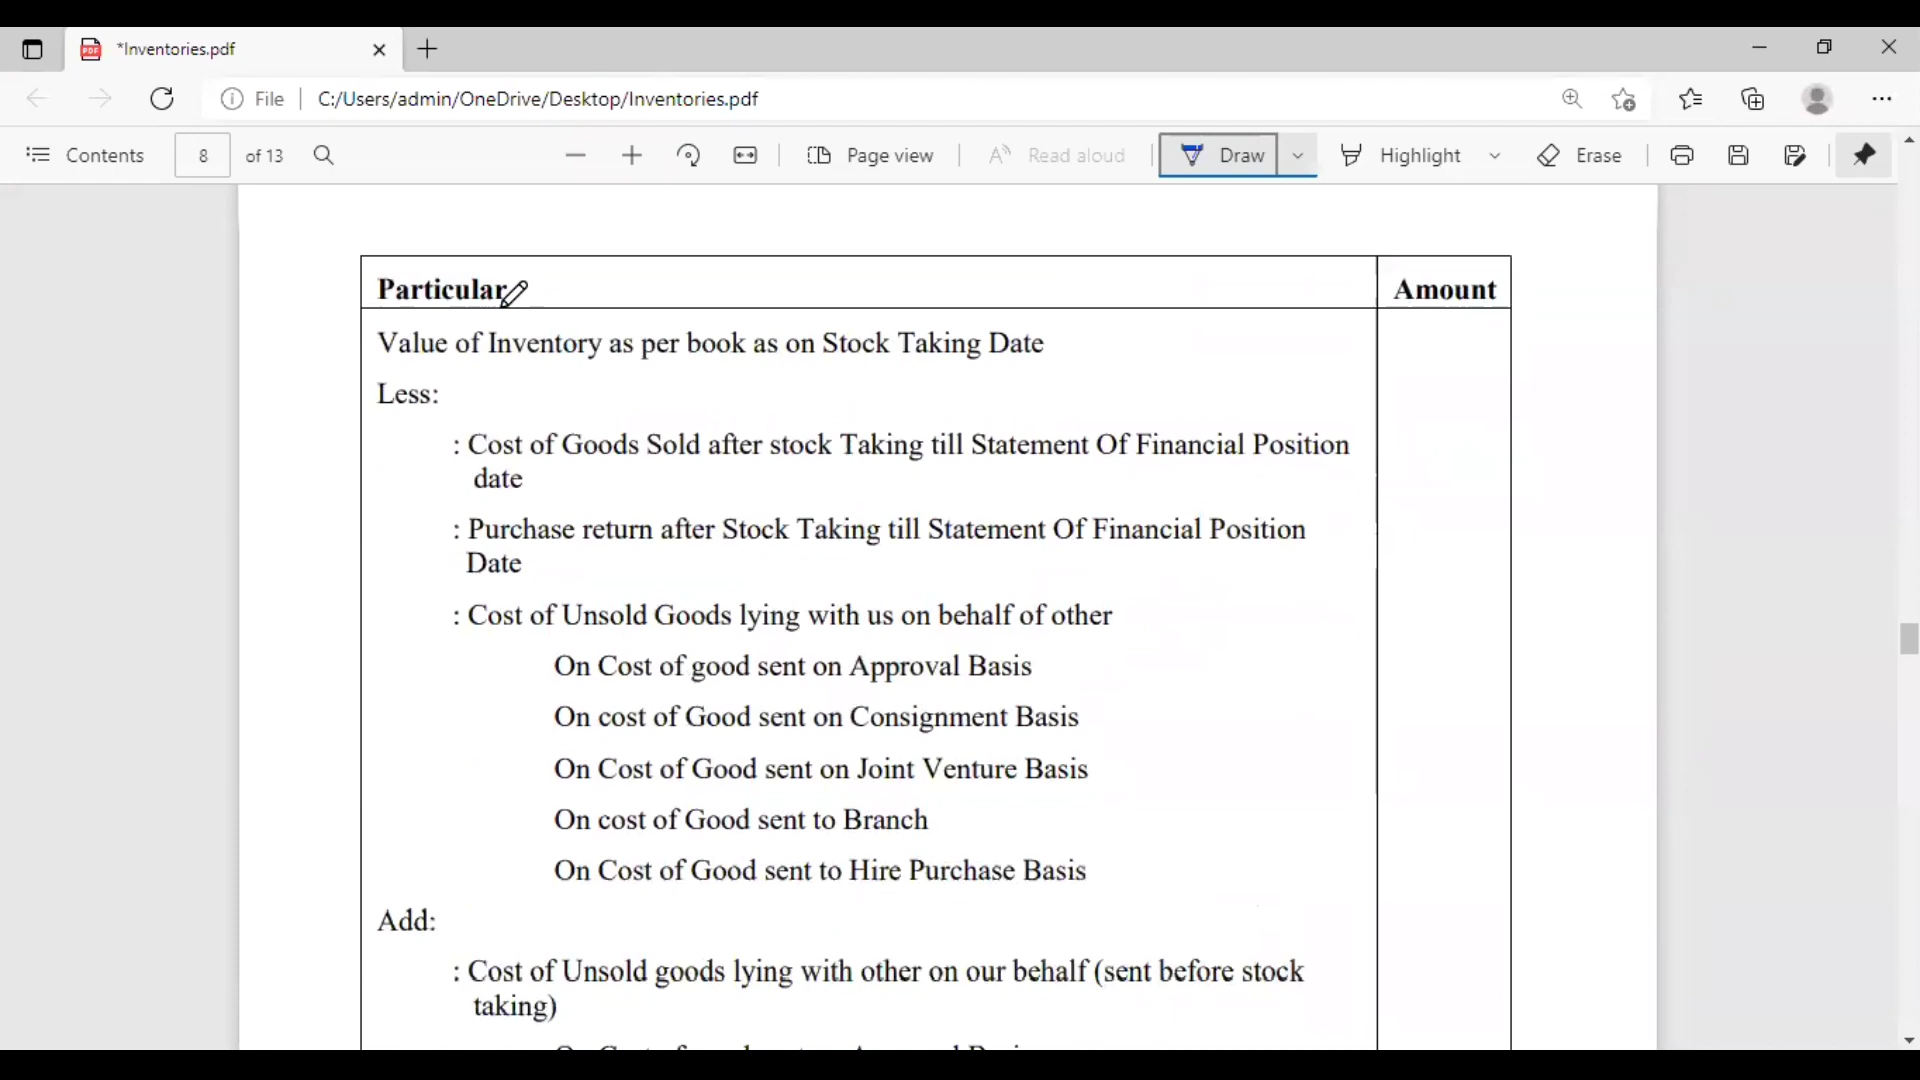 *Inventories.pdf
File
C:/Users/admin/OneDrive/Desktop/Inventories.pdf
Contents 8 of 13 Page view Read aloud Draw Highlight Erase
Particular Amount
Value of Inventory as per book as on Stock Taking Date
Less:
: Cost of Goods Sold after stock Taking till Statement Of Financial Position
date
: Purchase return after Stock Taking till Statement Of Financial Position
Date
: Cost of Unsold Goods lying with us on behalf of other
On Cost of good sent on Approval Basis
On cost of Good sent on Consignment Basis
On Cost of Good sent on Joint Venture Basis
On cost of Good sent to Branch
On Cost of Good sent to Hire Purchase Basis
Add:
: Cost of Unsold goods lying with other on our behalf (sent before stock
taking)